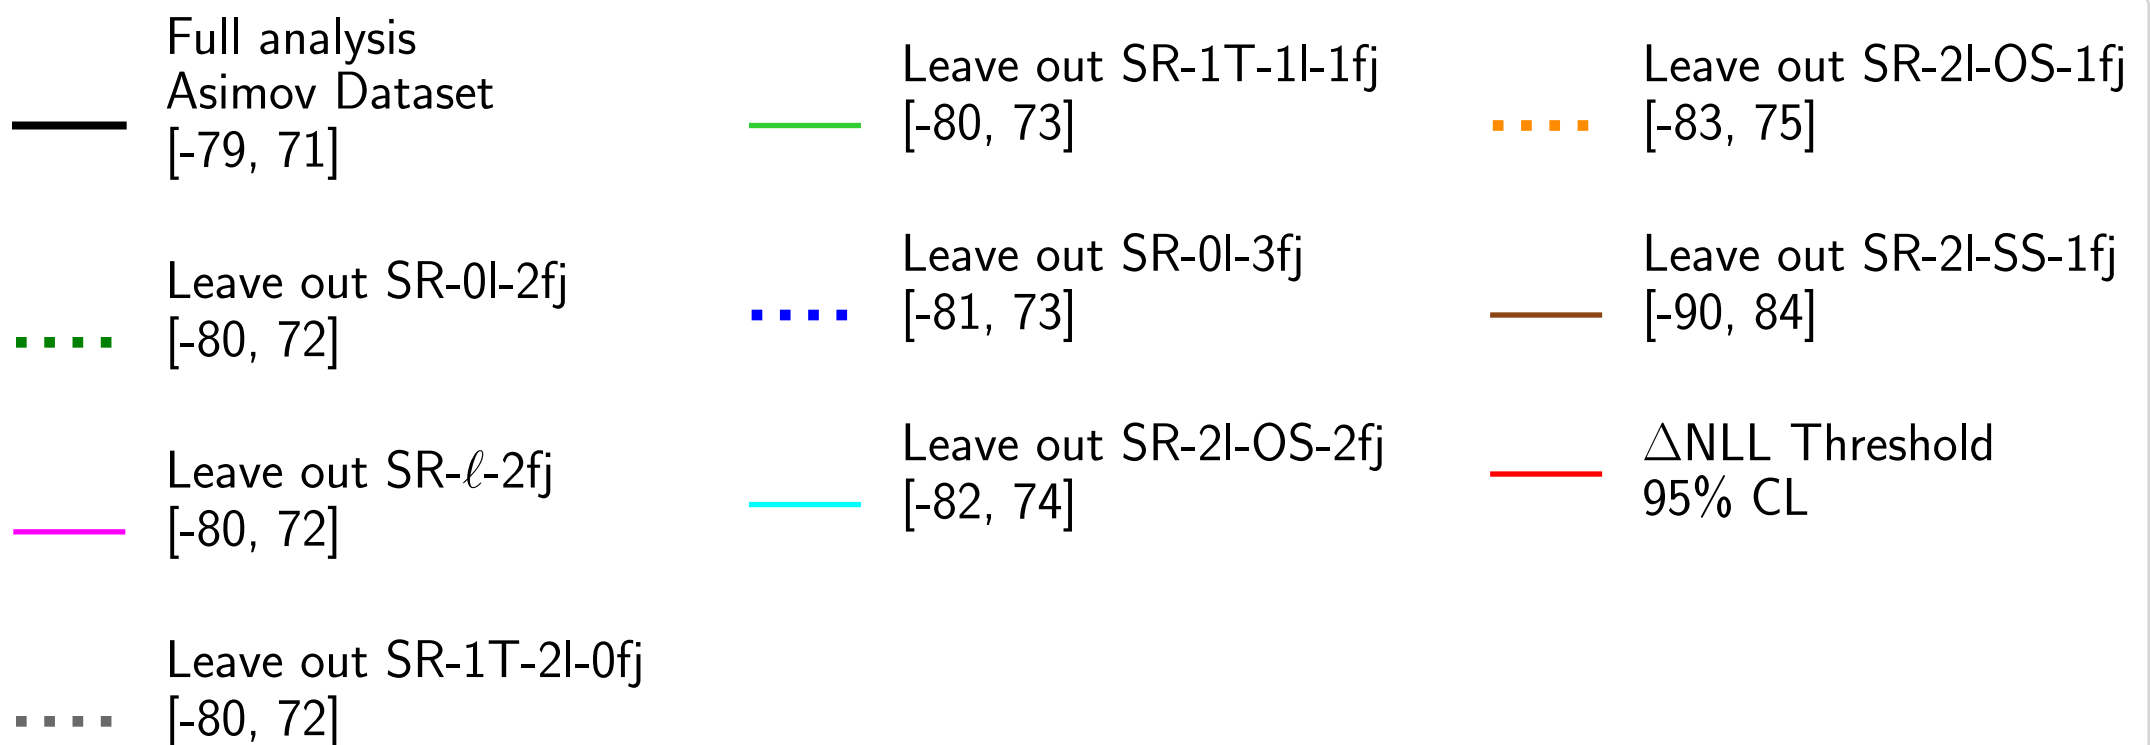 Full analysis
Asimov Dataset
[-79, 71]
Leave out SR-0l-2fj
[-80, 72]
Leave out SR-ℓ-2fj
[-80, 72]
Leave out SR-1T-2l-0fj
[-80, 72]
Leave out SR-1T-1l-1fj
[-80, 73]
Leave out SR-0l-3fj
[-81, 73]
Leave out SR-2l-OS-2fj
[-82, 74]
Leave out SR-2l-OS-1fj
[-83, 75]
Leave out SR-2l-SS-1fj
[-90, 84]
ΔNLL Threshold
95% CL